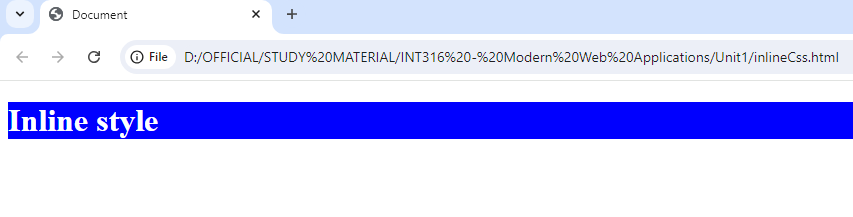 Document
File
D:/OFFICIAL/STUDY%20MATERIAL/INT316%20-%20Modern%20Web%20Applications/Unit1/inlineCss.html
Inline style